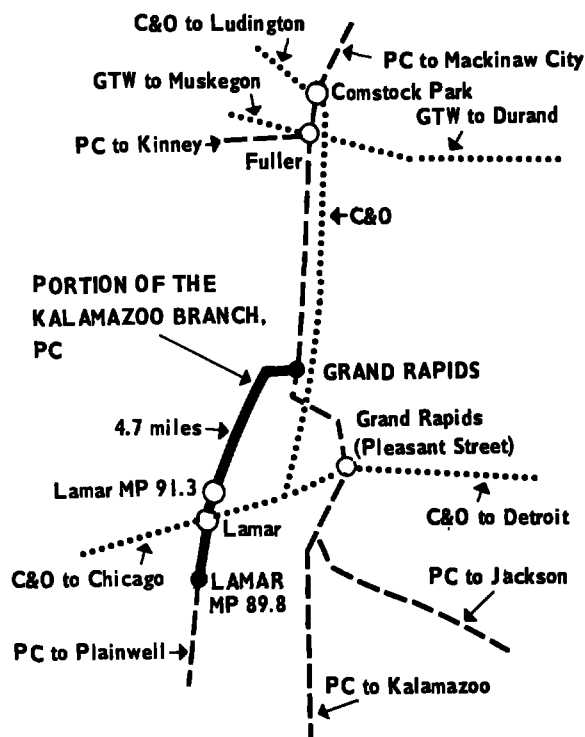 C&O to Ludington
PC to Mackinaw City
GTW to Muskegon
Comstock Park
GTW to Durand
PC to Kinney
Fuller
C&O
PORTION OF THE
KALAMAZOO BRANCH,
PC
GRAND RAPIDS
4.7 miles
Grand Rapids
(Pleasant Street)
Lamar MP 91.3
Lamar
C&O to Detroit
C&O to Chicago
LAMAR
MP 89.8
PC to Jackson
PC to Plainwell
PC to Kalamazoo